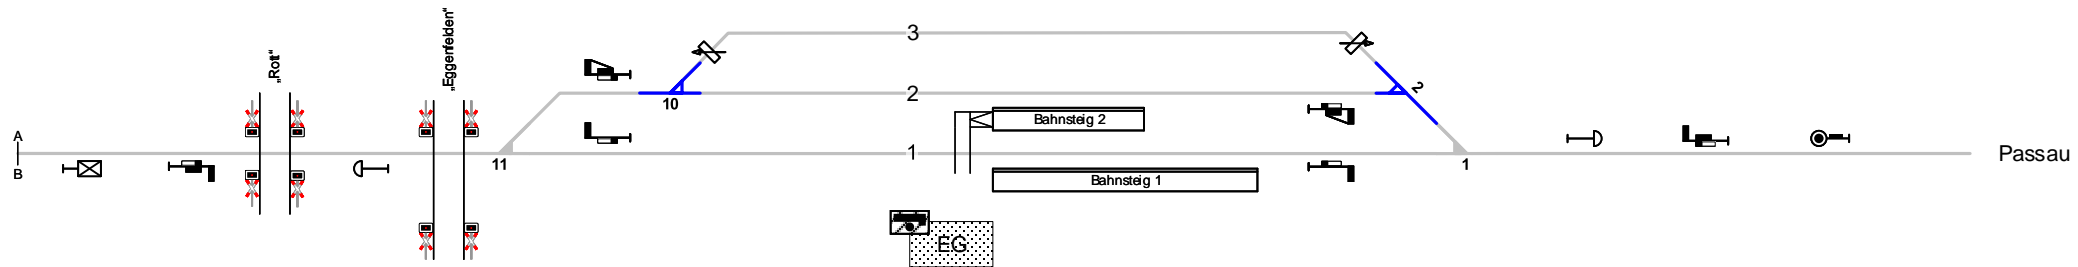 „Rott“
„Eggenfelden“
3
2
10
2
A
B
11
1
1
Bahnsteig 2
Bahnsteig 1
Passau
EG